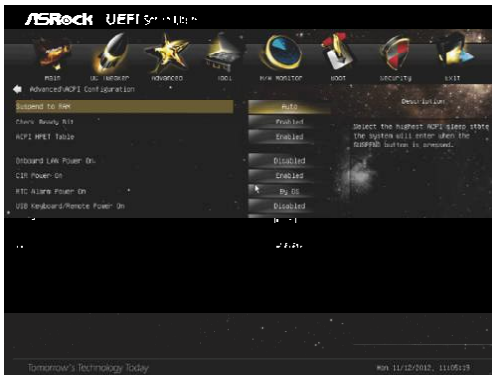 ASRock UEFI
Main OC Tweaker Advanced Tool H/W Monitor Boot Security Exit
Advanced\ACPI Configuration
Suspend to RAM Auto
Check Ready Bit Enabled
ACPI HPET Table Enabled
Onboard LAN Power On Disabled
CIR Power On Enabled
RTC Alarm Power On By OS
USB Keyboard/Remote Power On Disabled
Description
Select the highest ACPI sleep state
the system will enter when the
SUSPEND button is pressed.
Tomorrow's Technology Today
Mon 11/12/2012, 11:05:19